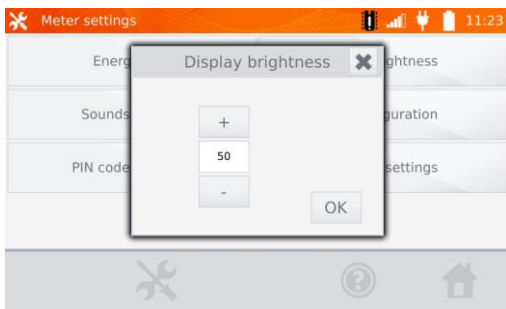 Meter settings
11:23
Energ
Display brightness
ghtness
Sounds
+
50
-
guration
PIN code
settings
OK